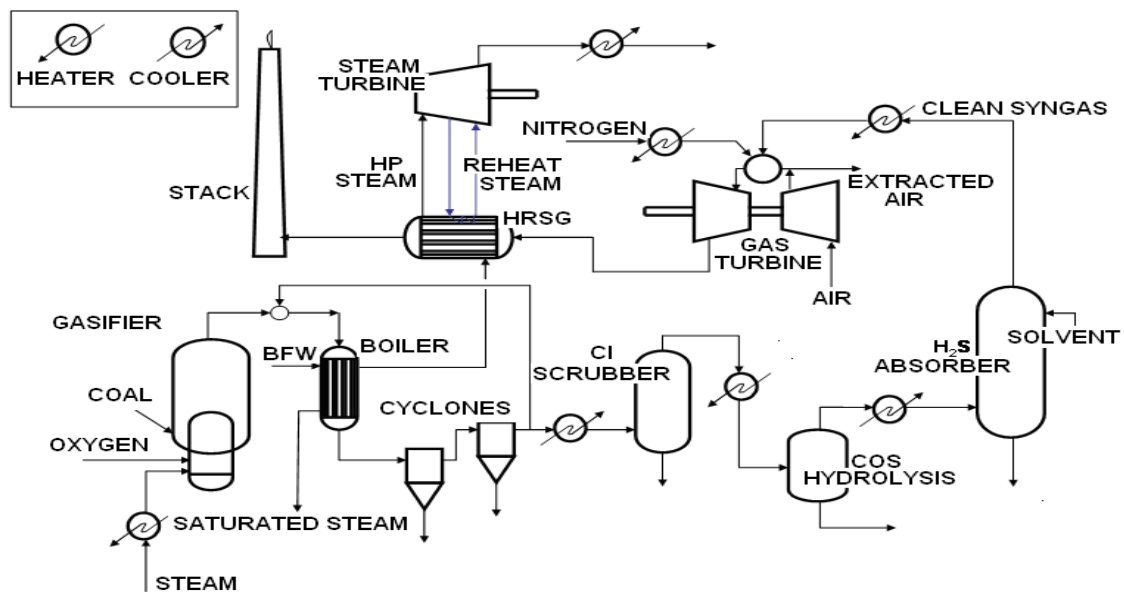 HEATER
COOLER
STEAM
TURBINE
CLEAN SYNGAS
NITROGEN
HP
STEAM
REHEAT
STEAM
EXTRACTED
AIR
STACK
HRSG
GAS
TURBINE
AIR
GASIFIER
BFW
BOILER
Cl
SCRUBBER
H₂S
ABSORBER
SOLVENT
COAL
CYCLONES
OXYGEN
COS
HYDROLYSIS
SATURATED STEAM
STEAM